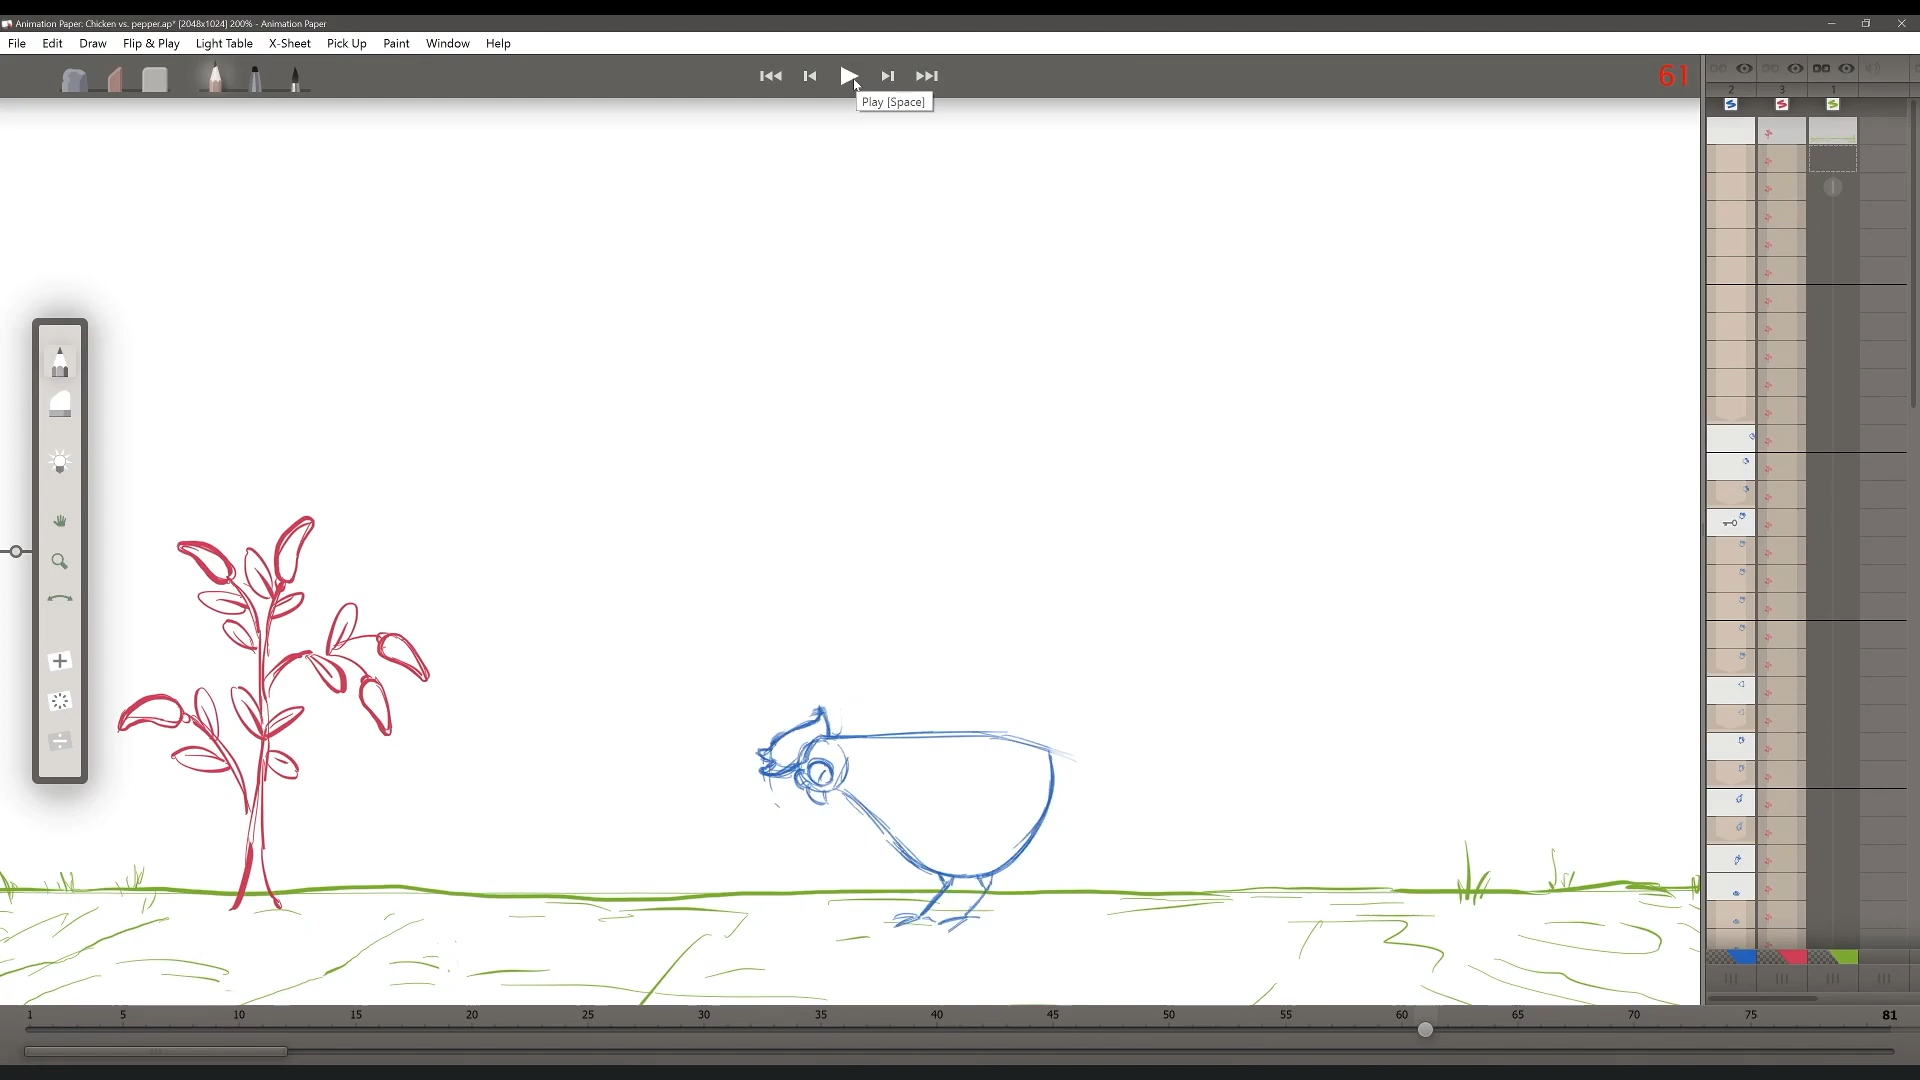 Animation Paper: Chicken vs. pepper.ap* [2048x1024] 200% - Animation Paper
File Edit Draw Flip & Play Light Table X-Sheet Pick Up Paint Window Help
61
Play [Space]
2 3 1
1 5 10 15 20 25 30 35 40 45 50 55 60 65 70 75 81